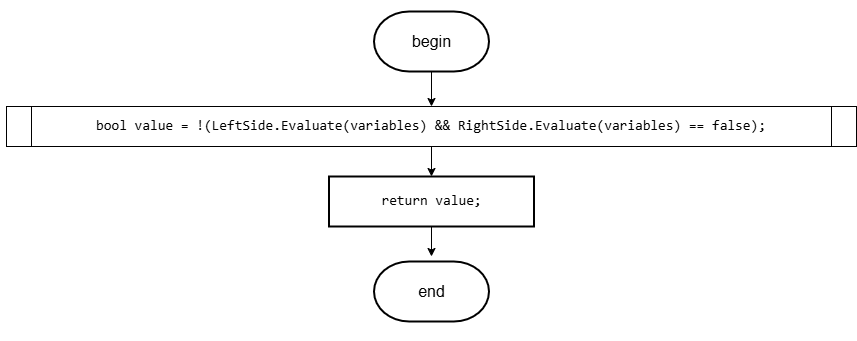 begin
bool value = !(LeftSide.Evaluate(variables) && RightSide.Evaluate(variables) == false);
return value;
end